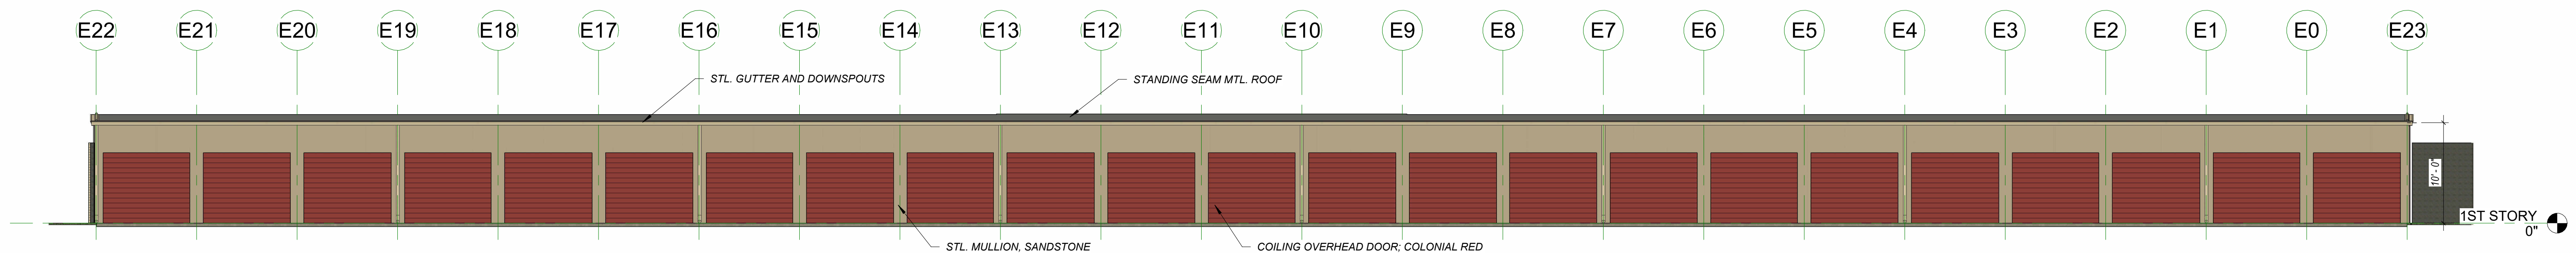 E22 E21 E20 E19 E18 E17 E16 E15 E14 E13 E12 E11 E10 E9 E8 E7 E6 E5 E4 E3 E2 E1 E0 E23
STL. GUTTER AND DOWNSPOUTS
STANDING SEAM MTL. ROOF
10' - 0"
1ST STORY
0"
STL. MULLION, SANDSTONE
COILING OVERHEAD DOOR; COLONIAL RED